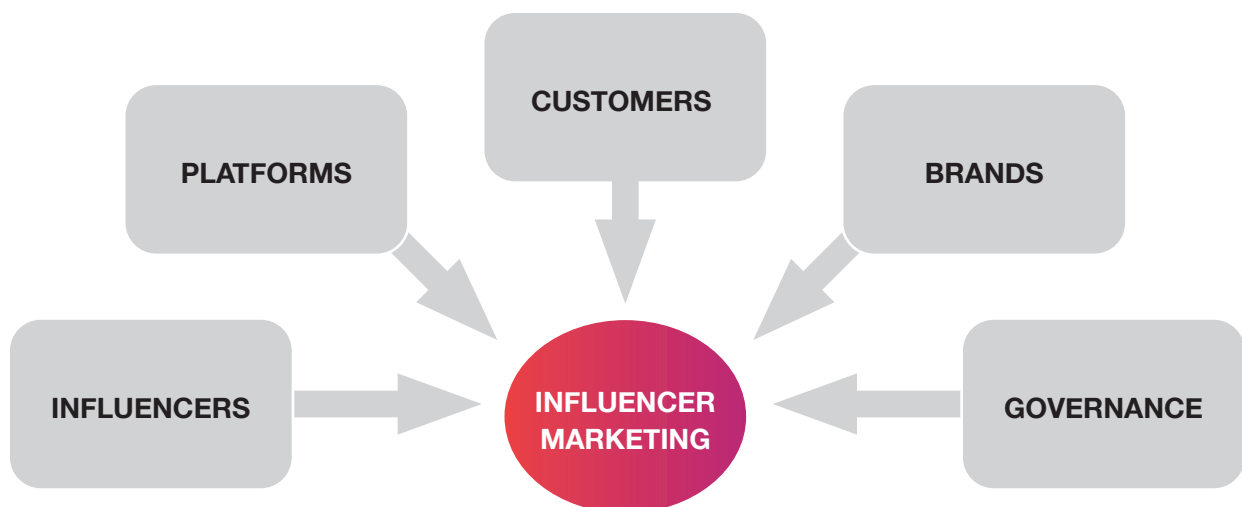 CUSTOMERS
PLATFORMS
BRANDS
INFLUENCERS
INFLUENCER
MARKETING
GOVERNANCE